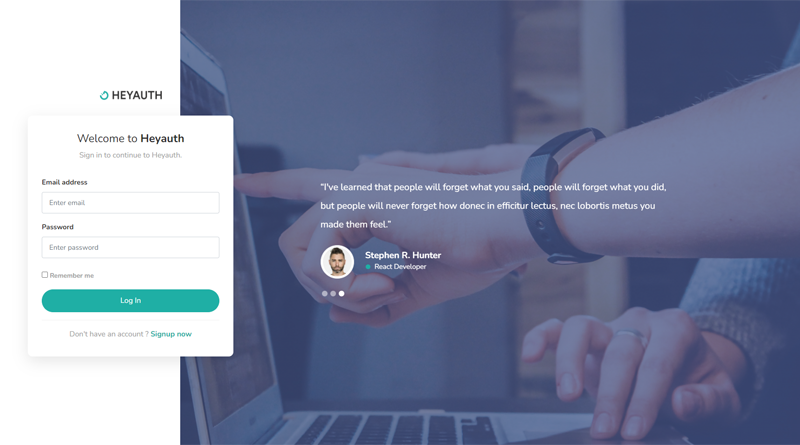 HEYAUTH
Welcome to Heyauth
Sign in to continue to Heyauth.
Email address
Enter email
Password
Enter password
Remember me
Log In
Don't have an account ? Signup now
"I've learned that people will forget what you said, people will forget what you did,
but people will never forget how donec in efficitur lectus, nec lobortis metus you
made them feel."
Stephen R. Hunter
React Developer